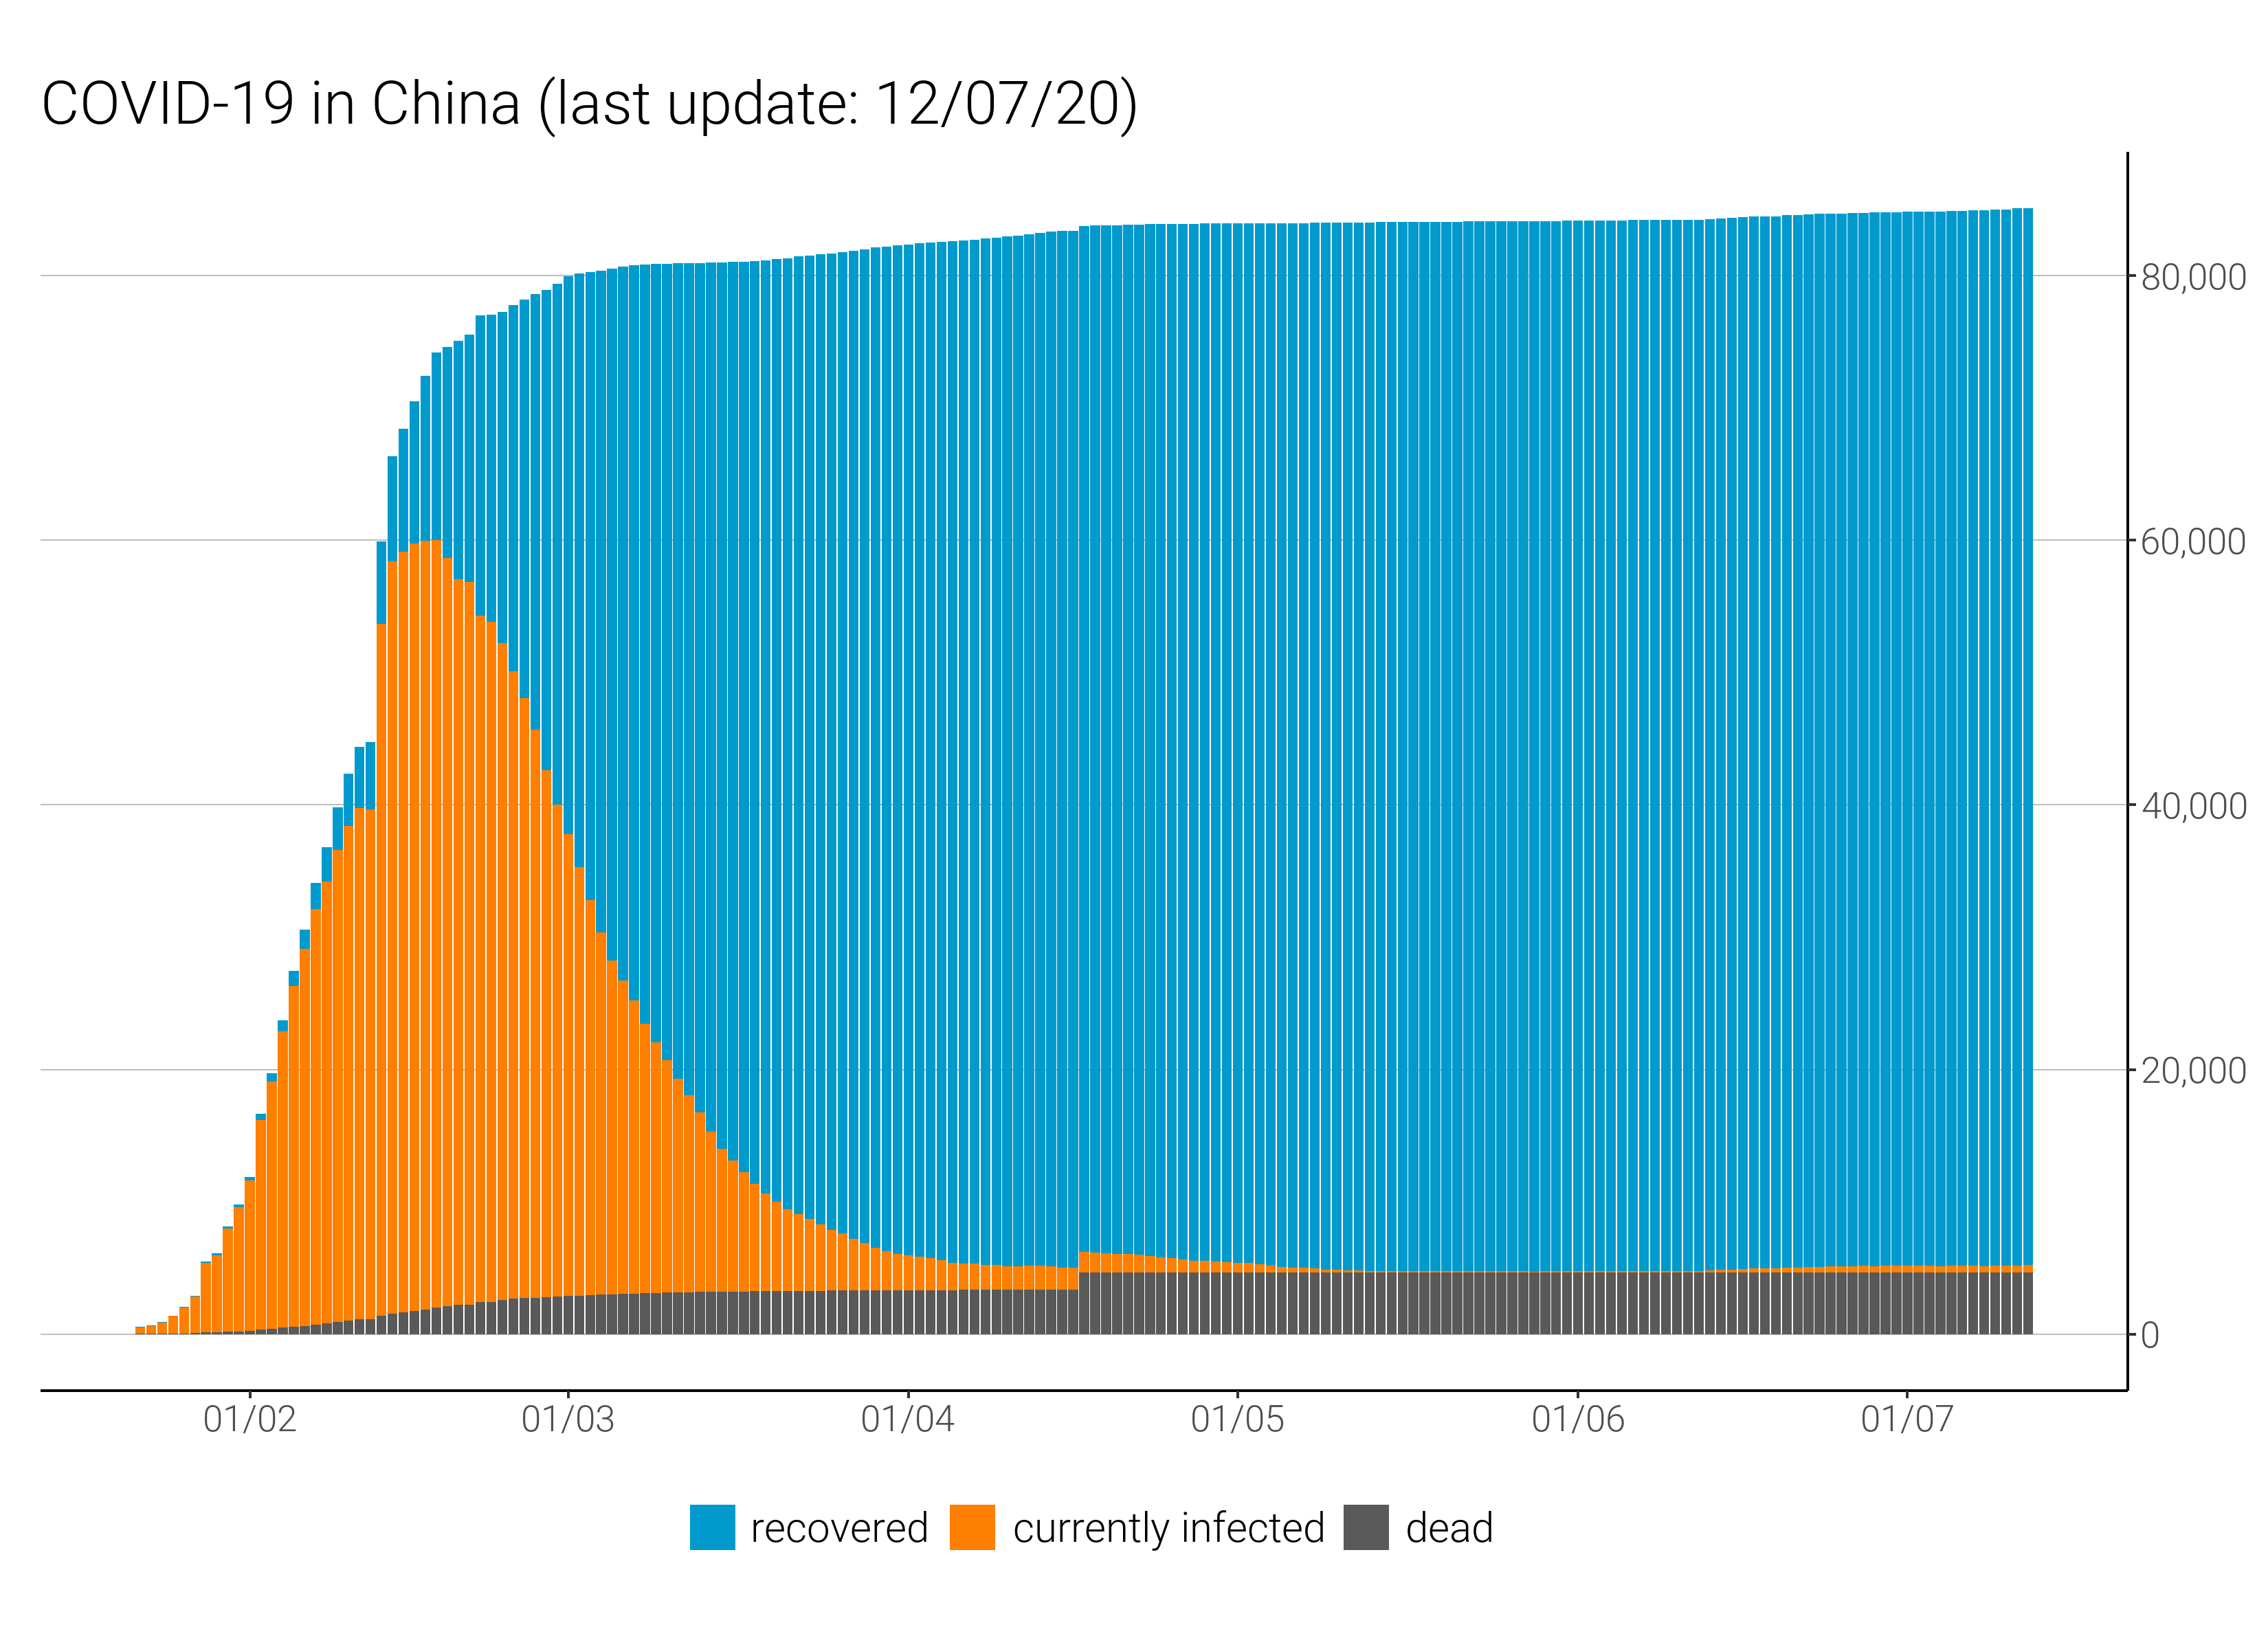 COVID-19 in China (last update: 12/07/20)
80,000
60,000
40,000
20,000
0
01/02 01/03 01/04 01/05 01/06 01/07
recovered currently infected dead